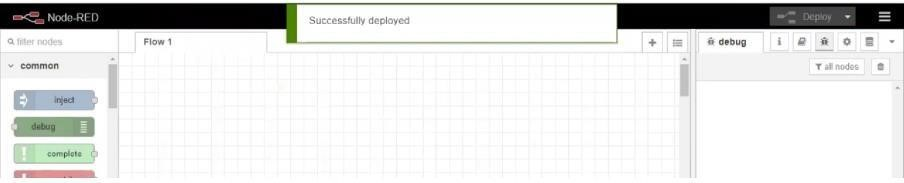 Node-RED
Successfully deployed
Deploy
filter nodes
Flow 1
debug
i
all nodes
common
inject
debug
complete